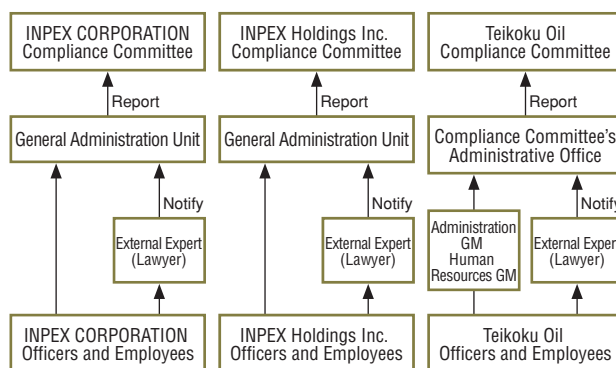 INPEX CORPORATION
Compliance Committee
Report
General Administration Unit
Notify
External Expert
(Lawyer)
INPEX CORPORATION
Officers and Employees
INPEX Holdings Inc.
Compliance Committee
Report
General Administration Unit
Notify
External Expert
(Lawyer)
INPEX Holdings Inc.
Officers and Employees
Teikoku Oil
Compliance Committee
Report
Compliance Committee's
Administrative Office
Notify
Administration
GM
Human
Resources GM
External Expert
(Lawyer)
Teikoku Oil
Officers and Employees